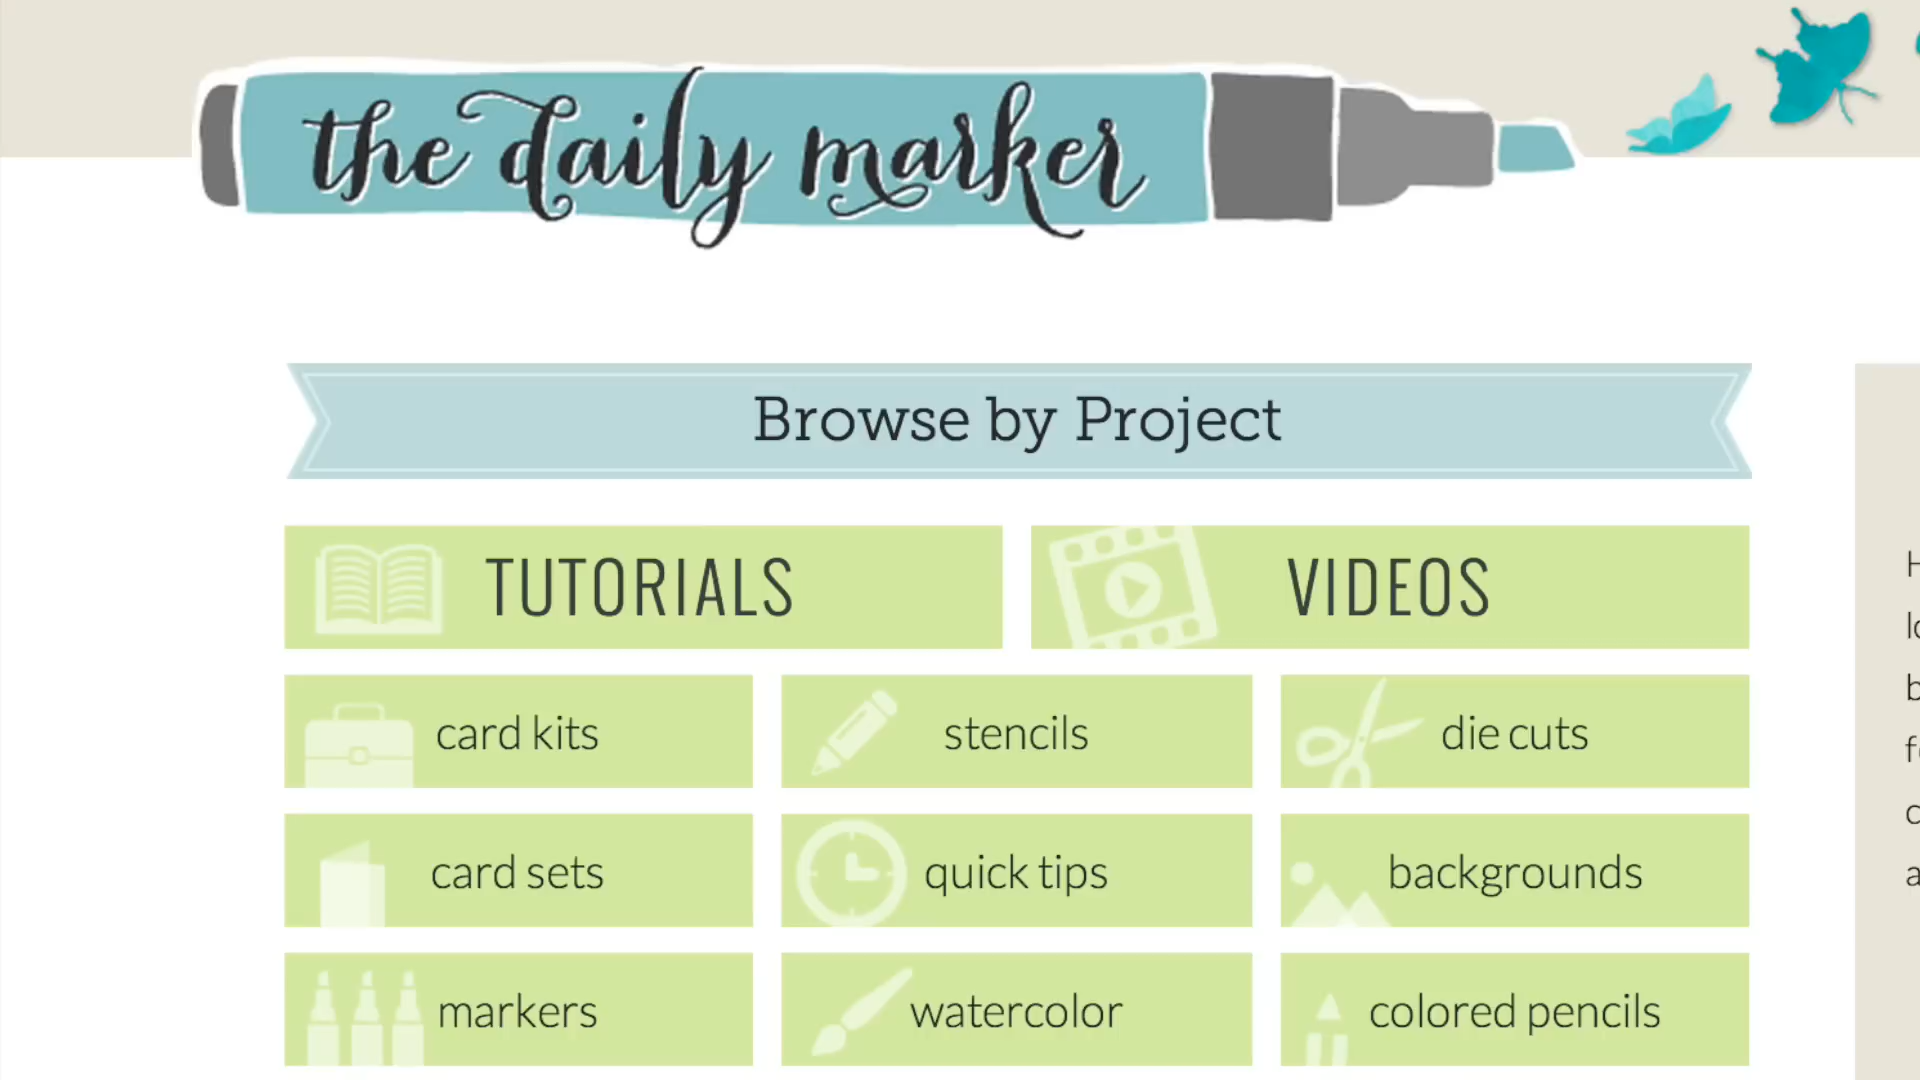 the daily marker
Browse by Project
TUTORIALS
VIDEOS
card kits
stencils
die cuts
card sets
quick tips
backgrounds
markers
watercolor
colored pencils